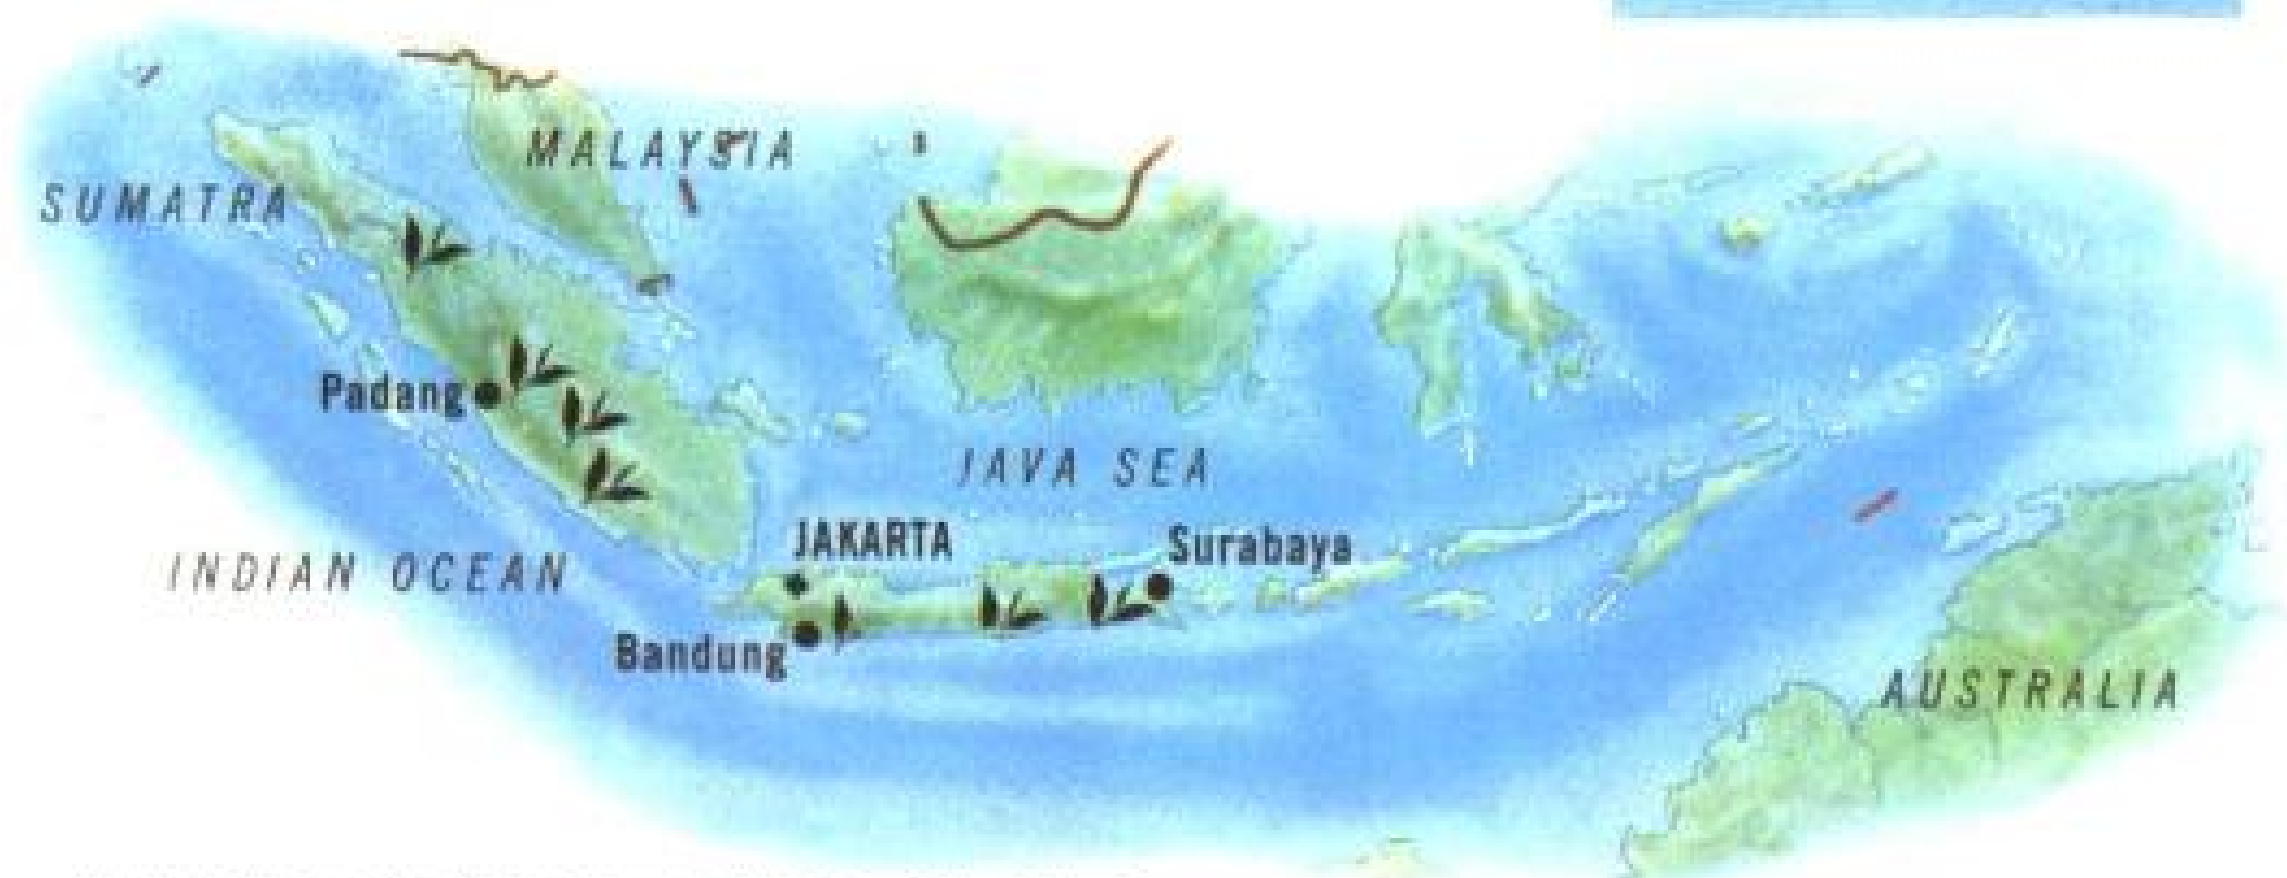 MALAYSIA
SUMATRA
Padang
JAVA SEA
JAKARTA
Surabaya
INDIAN OCEAN
Bandung
AUSTRALIA